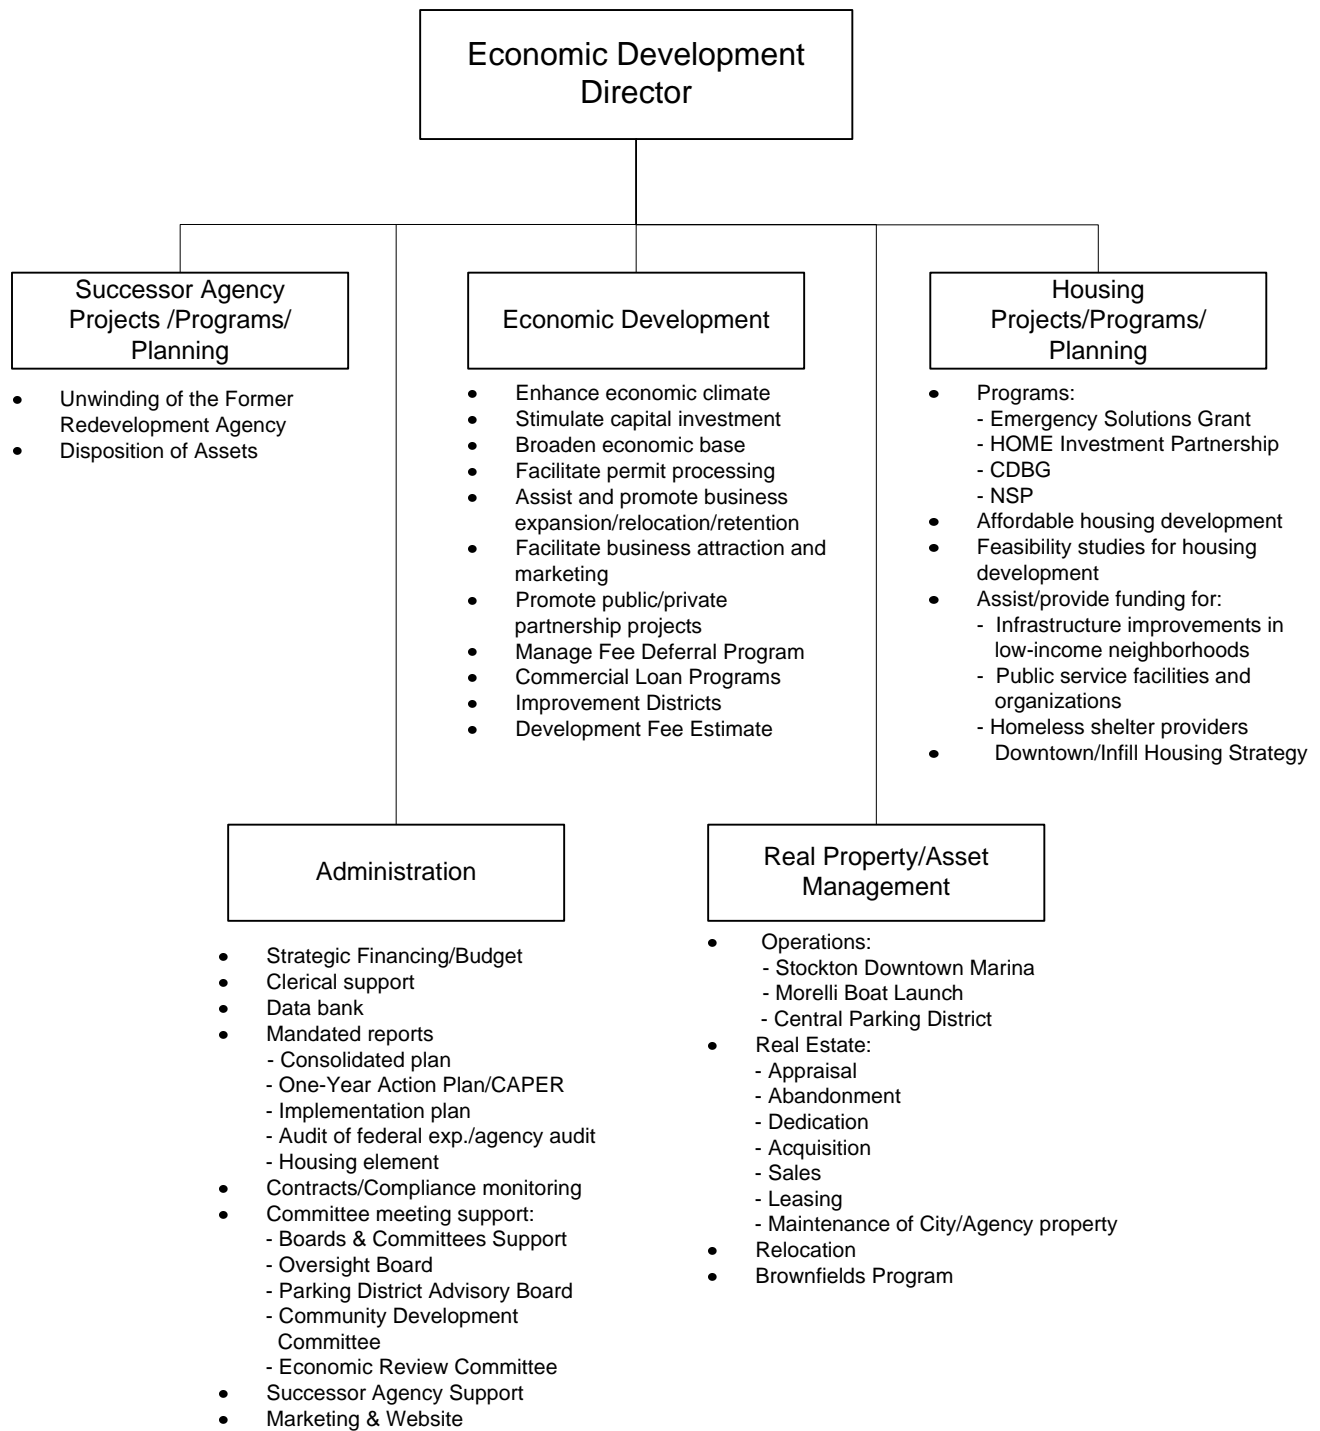 Economic Development
Director
Successor Agency
Projects /Programs/
Planning
• Unwinding of the Former
Redevelopment Agency
• Disposition of Assets
Economic Development
• Enhance economic climate
• Stimulate capital investment
• Broaden economic base
• Facilitate permit processing
• Assist and promote business
expansion/relocation/retention
• Facilitate business attraction and
marketing
• Promote public/private
partnership projects
• Manage Fee Deferral Program
• Commercial Loan Programs
• Improvement Districts
• Development Fee Estimate
Housing
Projects/Programs/
Planning
• Programs:
- Emergency Solutions Grant
- HOME Investment Partnership
- CDBG
- NSP
• Affordable housing development
• Feasibility studies for housing
development
• Assist/provide funding for:
- Infrastructure improvements in
low-income neighborhoods
- Public service facilities and
organizations
- Homeless shelter providers
• Downtown/Infill Housing Strategy
Administration
• Strategic Financing/Budget
• Clerical support
• Data bank
• Mandated reports
- Consolidated plan
- One-Year Action Plan/CAPER
- Implementation plan
- Audit of federal exp./agency audit
- Housing element
• Contracts/Compliance monitoring
• Committee meeting support:
- Boards & Committees Support
- Oversight Board
- Parking District Advisory Board
- Community Development
Committee
- Economic Review Committee
• Successor Agency Support
• Marketing & Website
Real Property/Asset
Management
• Operations:
- Stockton Downtown Marina
- Morelli Boat Launch
- Central Parking District
• Real Estate:
- Appraisal
- Abandonment
- Dedication
- Acquisition
- Sales
- Leasing
- Maintenance of City/Agency property
• Relocation
• Brownfields Program